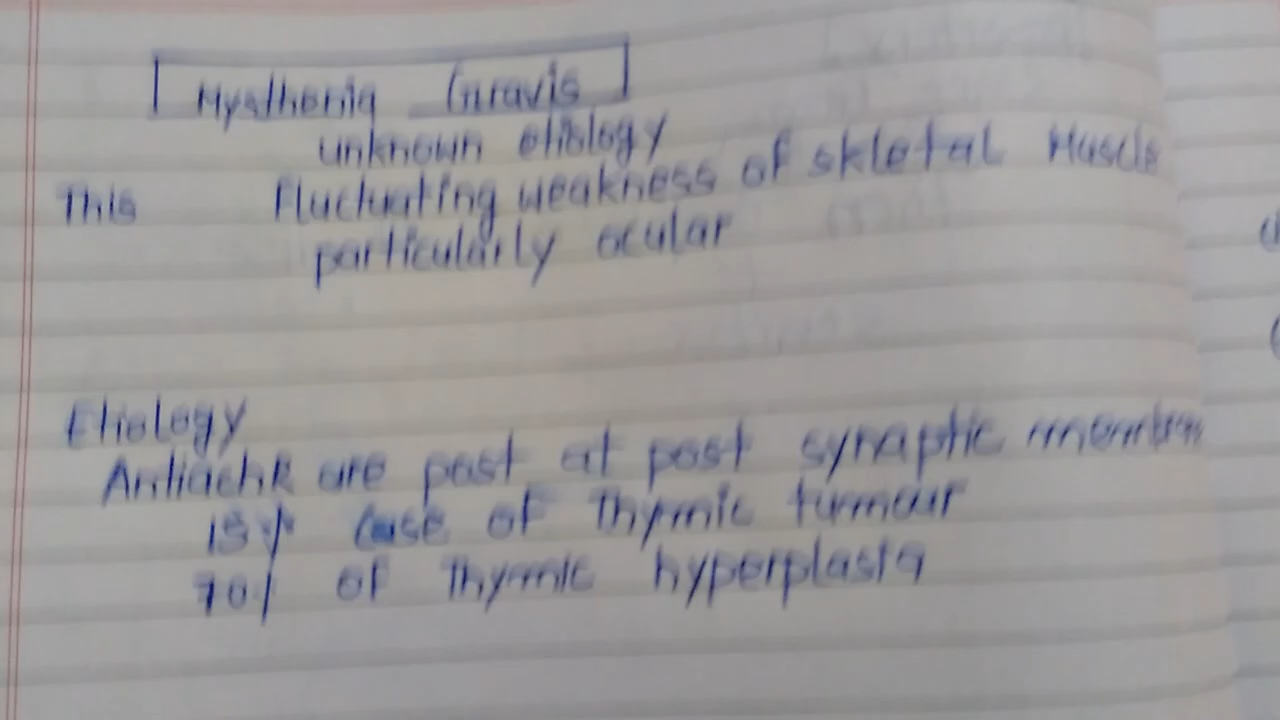 Mysthenia Gravis
unknown etiology
This Fluctuating weakness of skletal Muscle
particularly ocular
Etiology
AntiachR are past at post synaptic
15% case of Thymic tumour
70% of Thymic hyperplasia